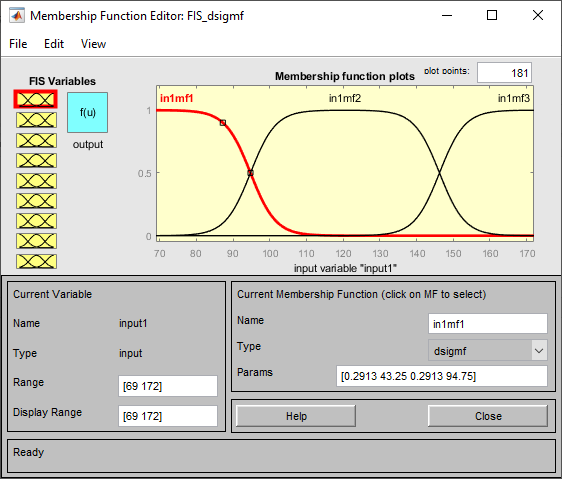 Membership Function Editor: FIS_dsigmf
File Edit View
FIS Variables
f(u)
output
Membership function plots
plot points:
181
in1mf1
in1mf2
in1mf3
1
0.5
0
70 80 90 100 110 120 130 140 150 160 170
input variable "input1"
Current Variable
Name input1
Type input
Range [69 172]
Display Range [69 172]
Current Membership Function (click on MF to select)
Name in1mf1
Type dsigmf
Params [0.2913 43.25 0.2913 94.75]
Help
Close
Ready